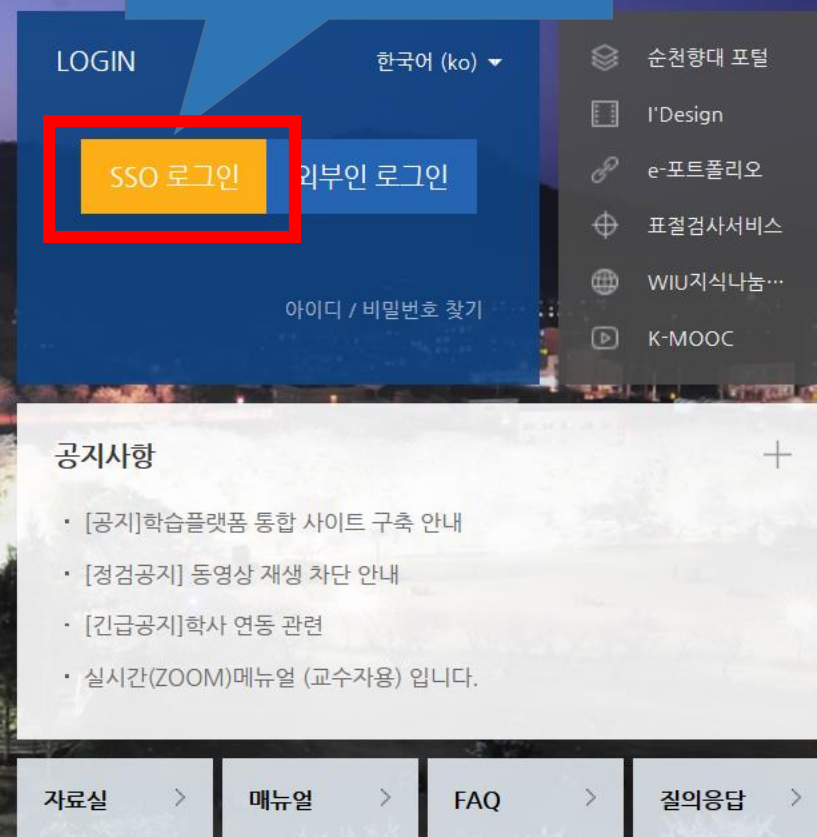 LOGIN
한국어 (ko)
SSO 로그인
외부인 로그인
아이디 / 비밀번호 찾기
순천향대 포털
I'Design
e-포트폴리오
표절검사서비스
WIU지식나눔…
K-MOOC
공지사항
[공지]학습플랫폼 통합 사이트 구축 안내
[점검공지] 동영상 재생 차단 안내
[긴급공지]학사 연동 관련
실시간(ZOOM)메뉴얼 (교수자용) 입니다.
자료실
매뉴얼
FAQ
질의응답